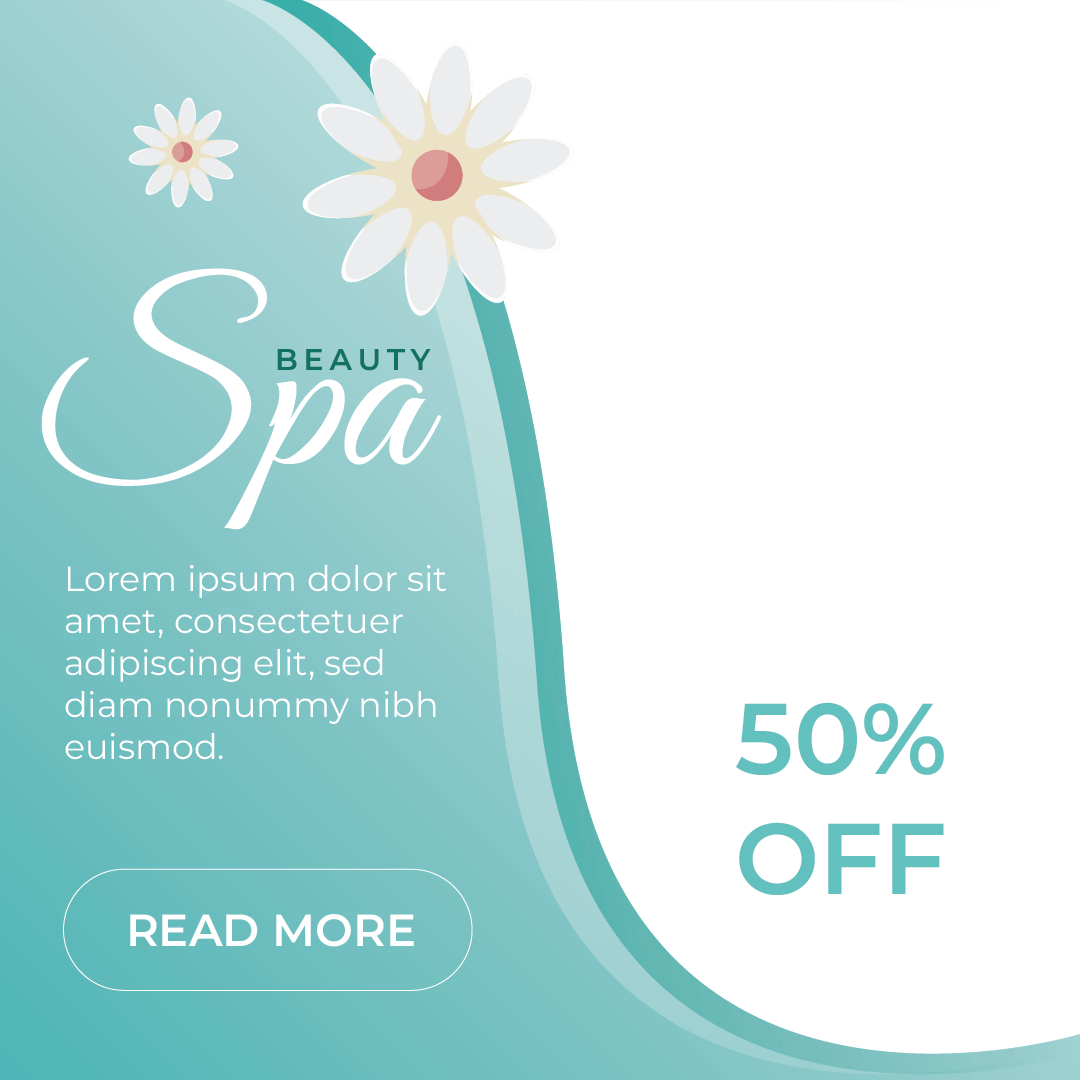 BEAUTY
Spa
Lorem ipsum dolor sit
amet, consectetuer
adipiscing elit, sed
diam nonummy nibh
euismod.
READ MORE
50%
OFF